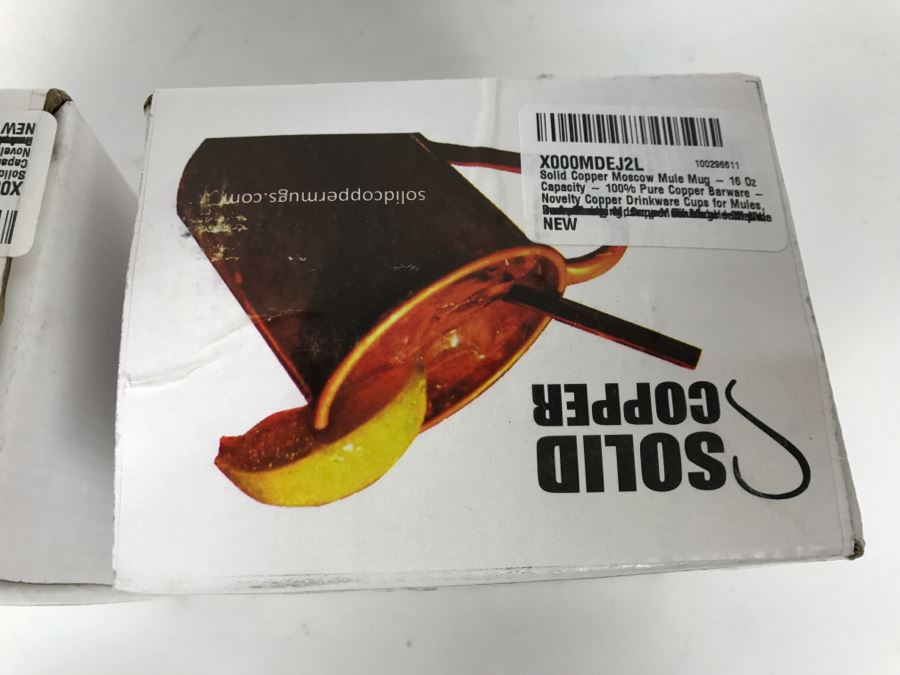 X000MDEJ2L
100296611
Solid Copper Moscow Mule Mug – 16 Oz
Capacity – 100% Pure Copper Barware –
Novelty Copper Drinkware Cups for Mules,
NEW
solidcoppermugs.com
SOLID
COPPER
X0
Solid
Capa
Novel
NEW